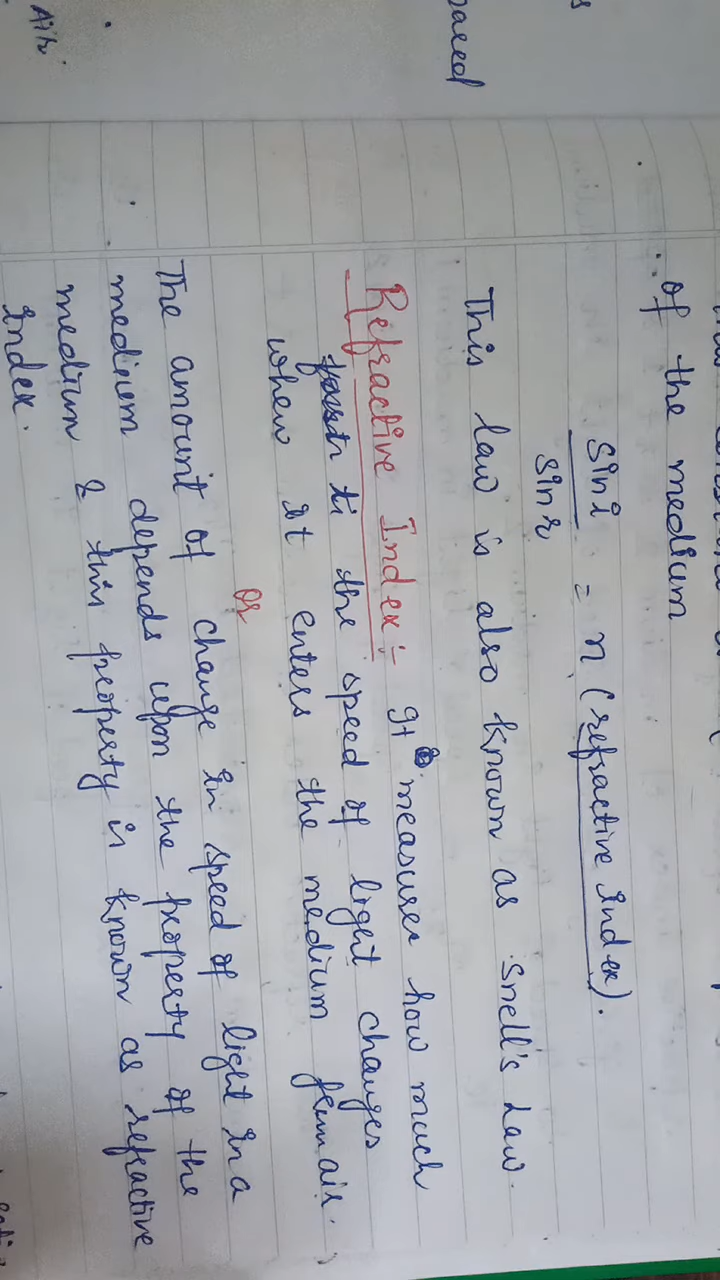 of the medium
sin i
sin r
= n (refractive index).
This law is also known as Snell's Law.
Refractive Index :- It measures how much
ti the speed of light changes
when it enters the medium from air.
or
The amount of change in speed of light in a
medium depends upon the property of the
medium & this property is known as refractive
index.